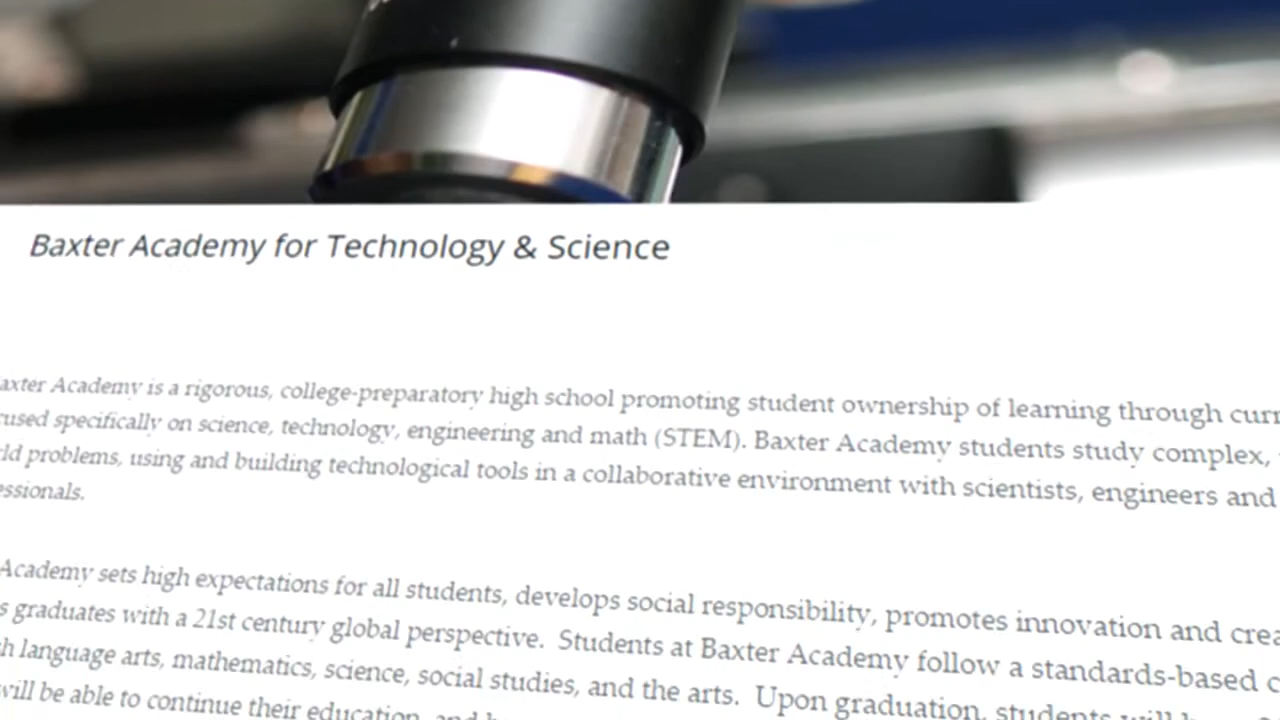 Baxter Academy for Technology & Science
axter Academy is a rigorous, college-preparatory high school promoting student ownership of learning through curr
used specifically on science, technology, engineering and math (STEM). Baxter Academy students study complex,
ld problems, using and building technological tools in a collaborative environment with scientists, engineers and
essionals.
Academy sets high expectations for all students, develops social responsibility, promotes innovation and crea
s graduates with a 21st century global perspective. Students at Baxter Academy follow a standards-based c
h language arts, mathematics, science, social studies, and the arts. Upon graduation, students will
will be able to continue their education, and